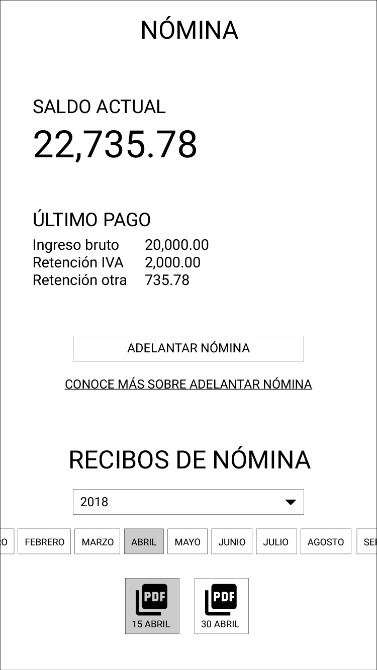 NÓMINA
SALDO ACTUAL
22,735.78
ÚLTIMO PAGO
Ingreso bruto 20,000.00
Retención IVA 2,000.00
Retención otra 735.78
ADELANTAR NÓMINA
CONOCE MÁS SOBRE ADELANTAR NÓMINA
RECIBOS DE NÓMINA
2018
RO FEBRERO MARZO ABRIL MAYO JUNIO JULIO AGOSTO SE
PDF PDF
15 ABRIL 30 ABRIL